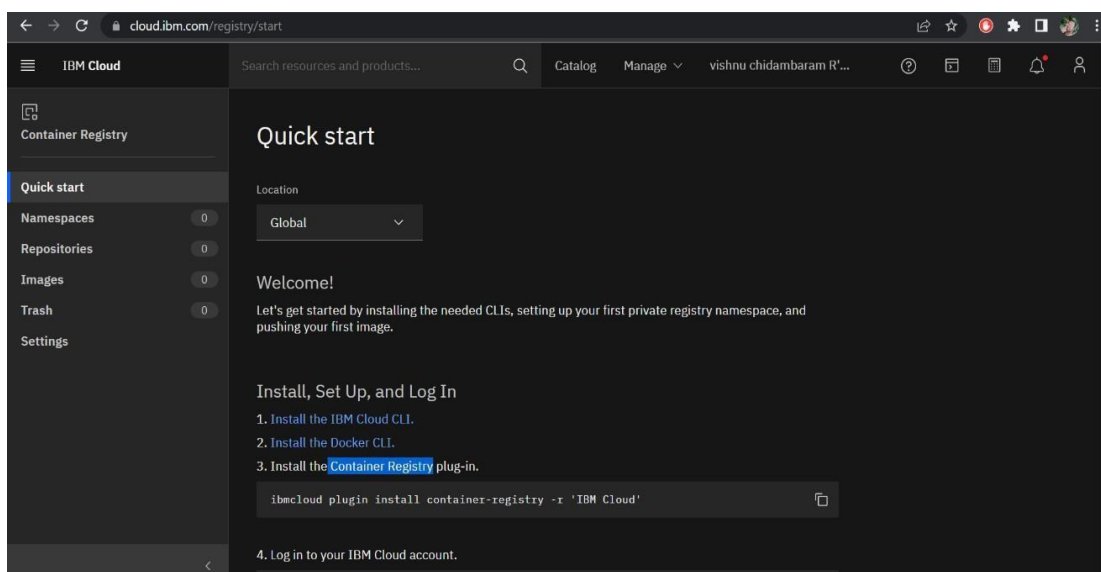 cloud.ibm.com/registry/start
IBM Cloud
Search resources and products...
Catalog
Manage
vishnu chidambaram R'...
Container Registry
Quick start
Namespaces 0
Repositories 0
Images 0
Trash 0
Settings
Quick start
Location
Global
Welcome!
Let's get started by installing the needed CLIs, setting up your first private registry namespace, and
pushing your first image.
Install, Set Up, and Log In
1. Install the IBM Cloud CLI.
2. Install the Docker CLI.
3. Install the Container Registry plug-in.
ibmcloud plugin install container-registry -r 'IBM Cloud'
4. Log in to your IBM Cloud account.